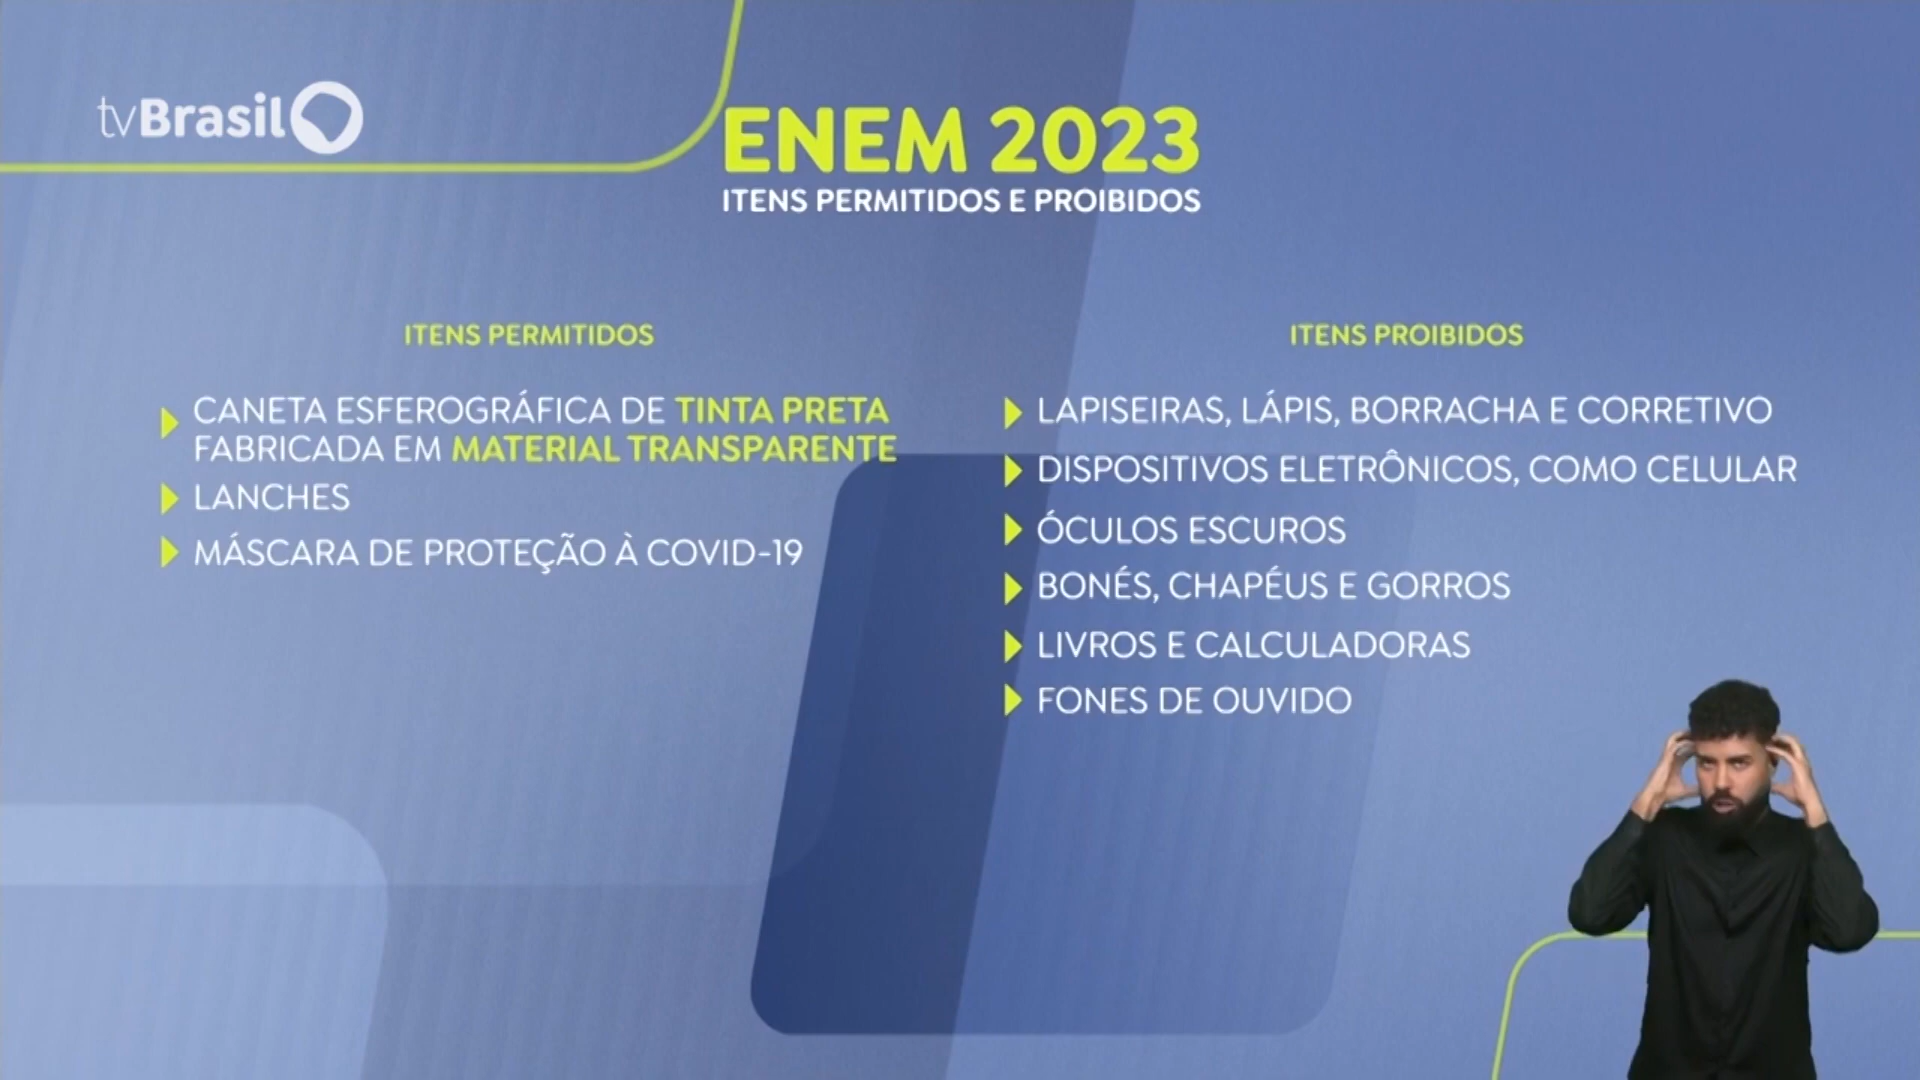 tvBrasil
ENEM 2023
ITENS PERMITIDOS E PROIBIDOS
ITENS PERMITIDOS
CANETA ESFEROGRÁFICA DE TINTA PRETA
FABRICADA EM MATERIAL TRANSPARENTE
LANCHES
MÁSCARA DE PROTEÇÃO À COVID-19
ITENS PROIBIDOS
LAPISEIRAS, LÁPIS, BORRACHA E CORRETIVO
DISPOSITIVOS ELETRÔNICOS, COMO CELULAR
ÓCULOS ESCUROS
BONÉS, CHAPÉUS E GORROS
LIVROS E CALCULADORAS
FONES DE OUVIDO